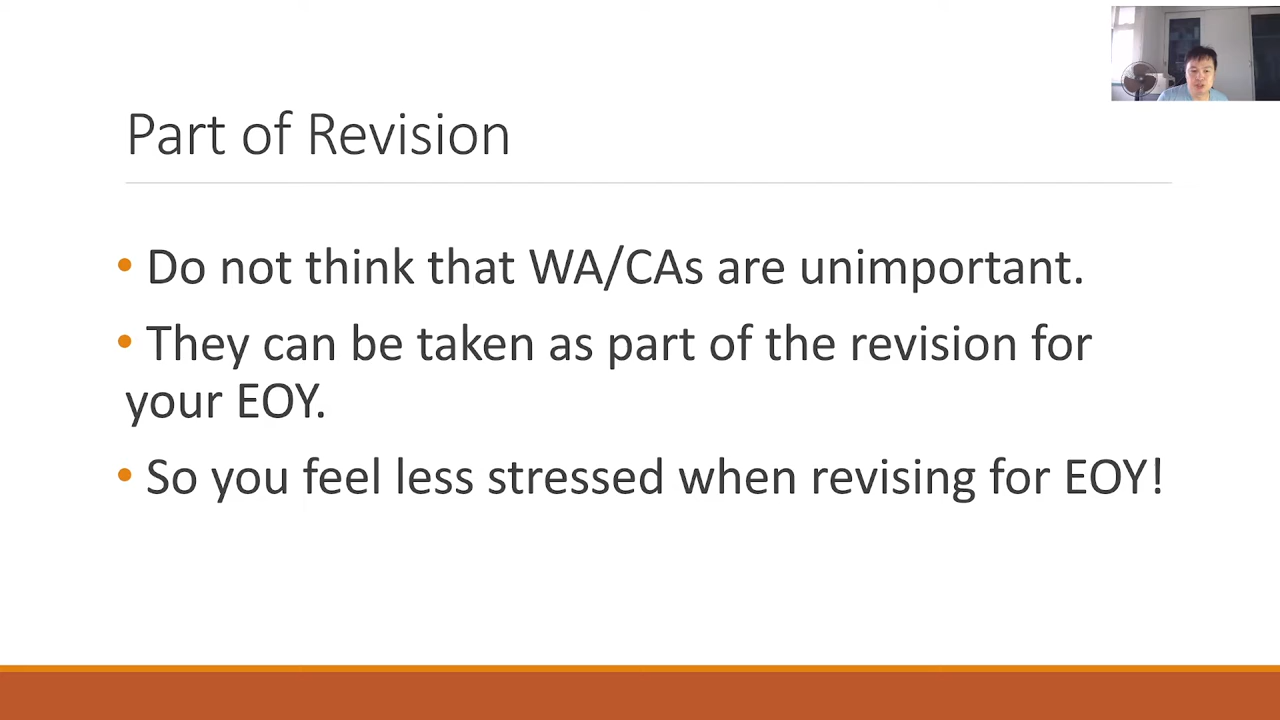 Part of Revision
• Do not think that WA/CAs are unimportant.
• They can be taken as part of the revision for
your EOY.
• So you feel less stressed when revising for EOY!